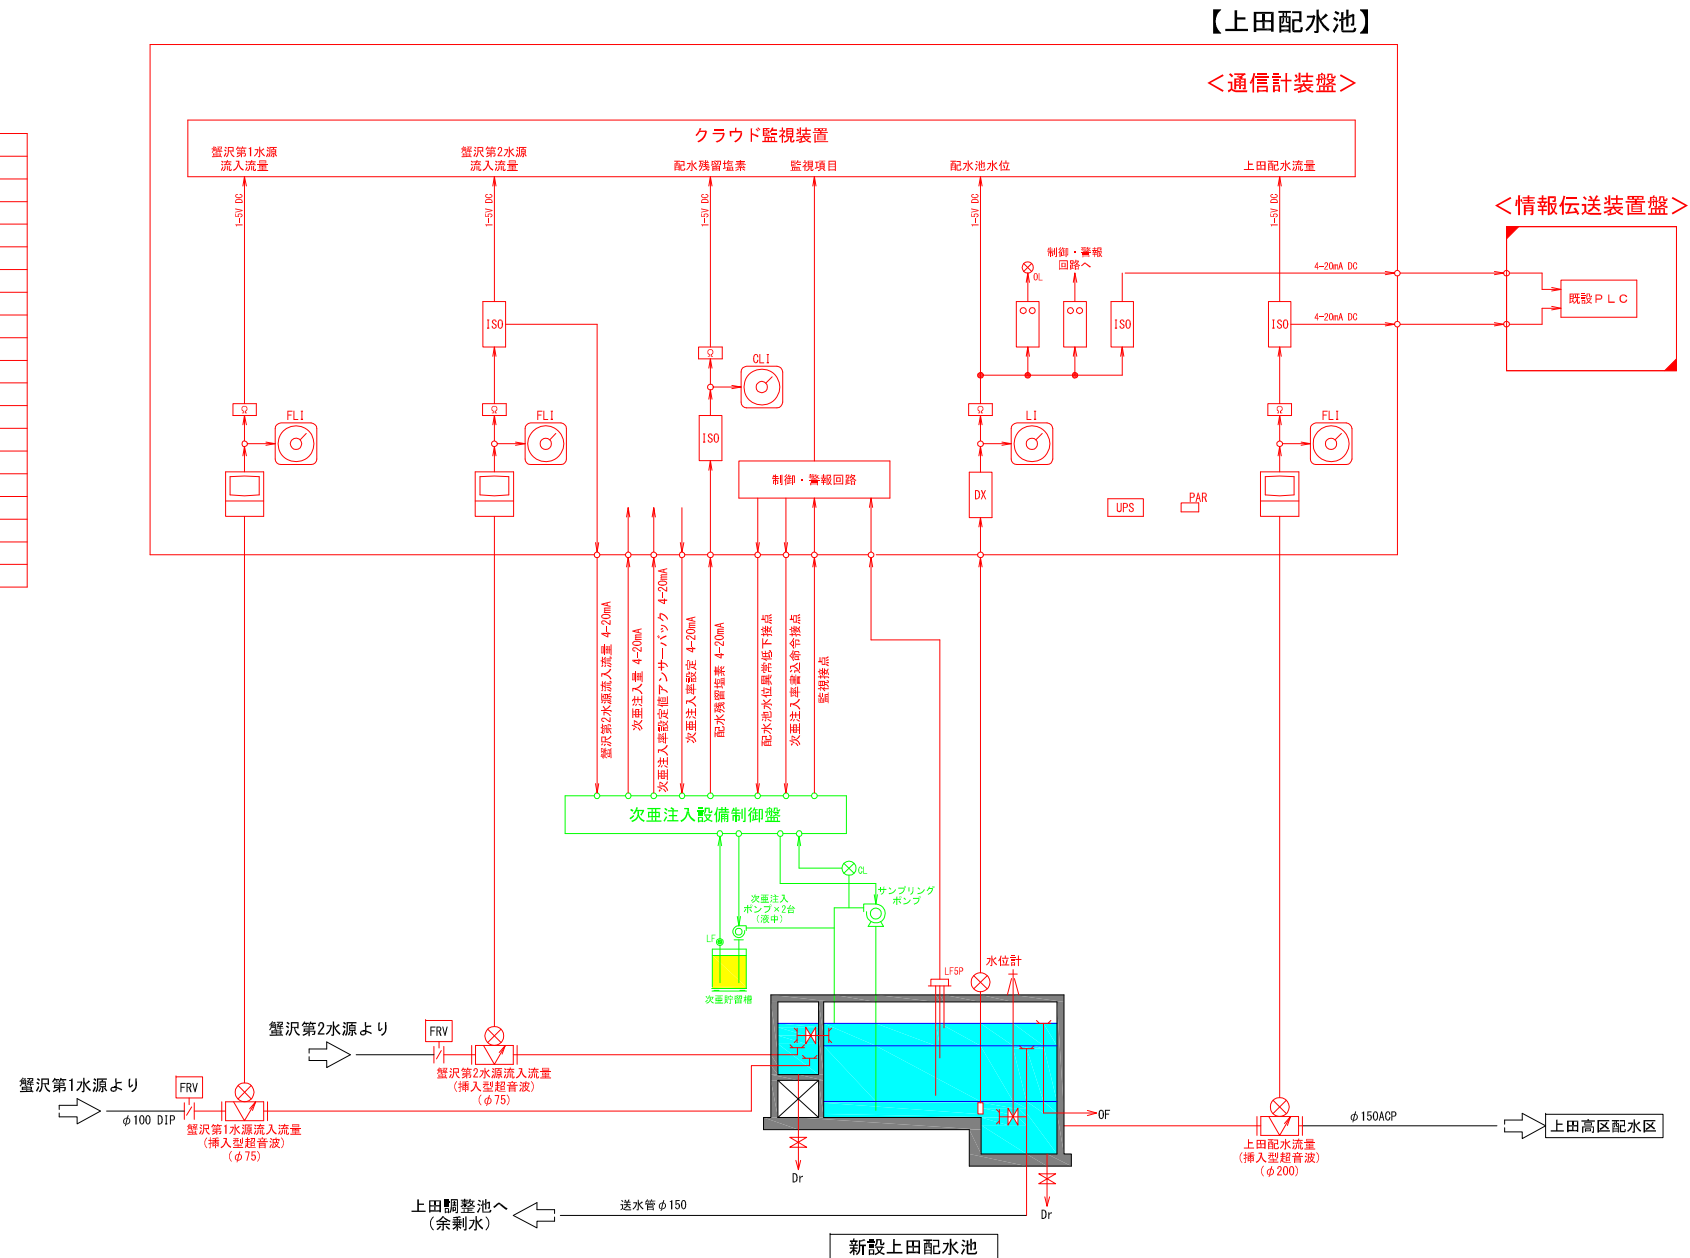 【上田配水池】
＜通信計装盤＞
クラウド監視装置
蟹沢第1水源
流入流量
蟹沢第2水源
流入流量
配水残留塩素
監視項目
配水池水位
上田配水流量
1-5V DC
1-5V DC
1-5V DC
1-5V DC
1-5V DC
＜情報伝送装置盤＞
制御・警報
回路へ
OL
4-20mA DC
既設ＰＬＣ
ISO
ISO
ISO
4-20mA DC
Ω
CLI
Ω
FLI
Ω
FLI
ISO
Ω
LI
Ω
FLI
制御・警報回路
DX
UPS
PAR
蟹沢第2水源流入流量 4-20mA
次亜注入量 4-20mA
次亜注入率設定値アンサーバック 4-20mA
次亜注入率設定 4-20mA
配水残留塩素 4-20mA
配水池水位異常低下接点
次亜注入率書込命令接点
監視接点
次亜注入設備制御盤
CL
サンプリング
ポンプ
次亜注入
ポンプ×2台
(液中)
LF
次亜貯留槽
LF5P
水位計
蟹沢第2水源より
FRV
蟹沢第2水源流入流量
(挿入型超音波)
(φ75)
蟹沢第1水源より
FRV
φ100 DIP
蟹沢第1水源流入流量
(挿入型超音波)
(φ75)
OF
φ150ACP
上田高区配水区
上田配水流量
(挿入型超音波)
(φ200)
Dr
Dr
上田調整池へ
(余剰水)
送水管φ150
新設上田配水池